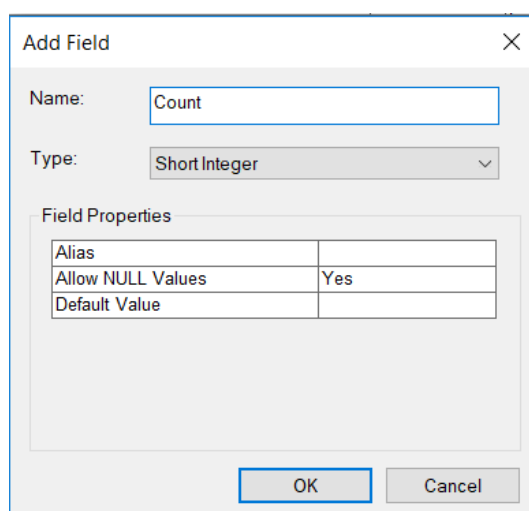 Add Field
Name: Count
Type: Short Integer
Field Properties
Alias
Allow NULL Values Yes
Default Value
OK Cancel